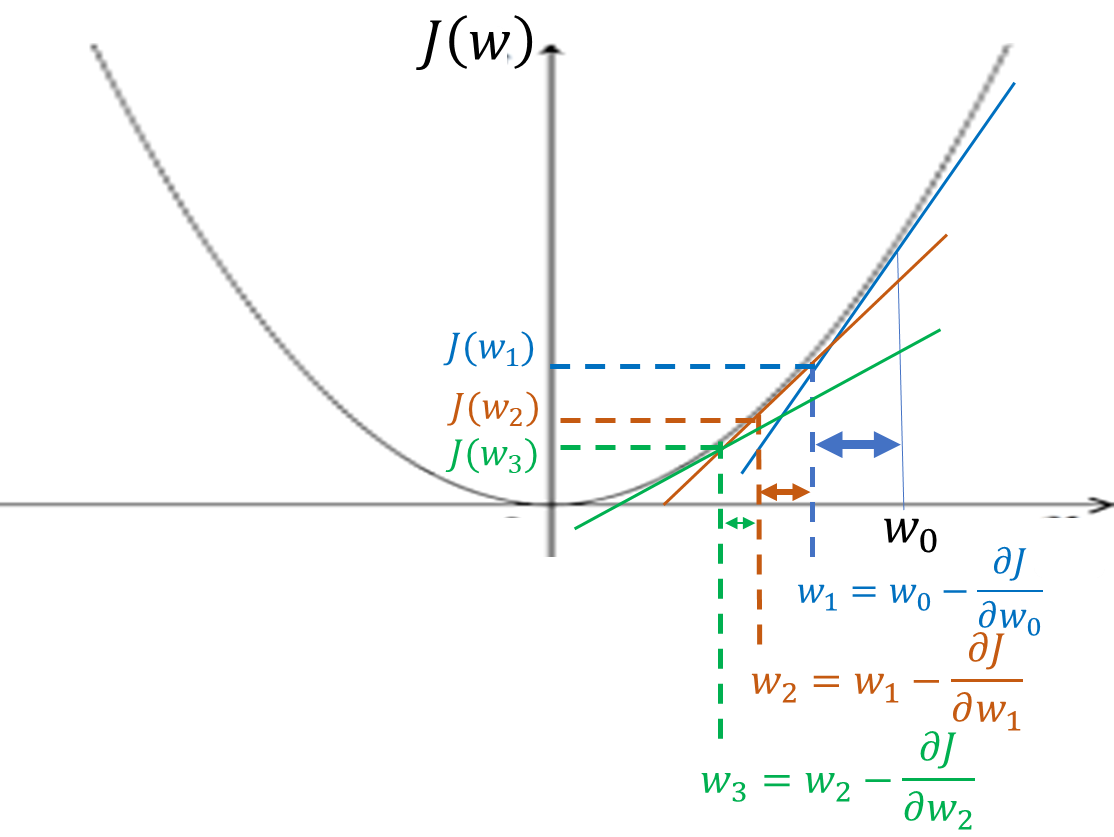 J(w)
J(w₁)
J(w₂)
J(w₃)
w₀
w₁ = w₀ − ∂J/∂w₀
w₂ = w₁ − ∂J/∂w₁
w₃ = w₂ − ∂J/∂w₂